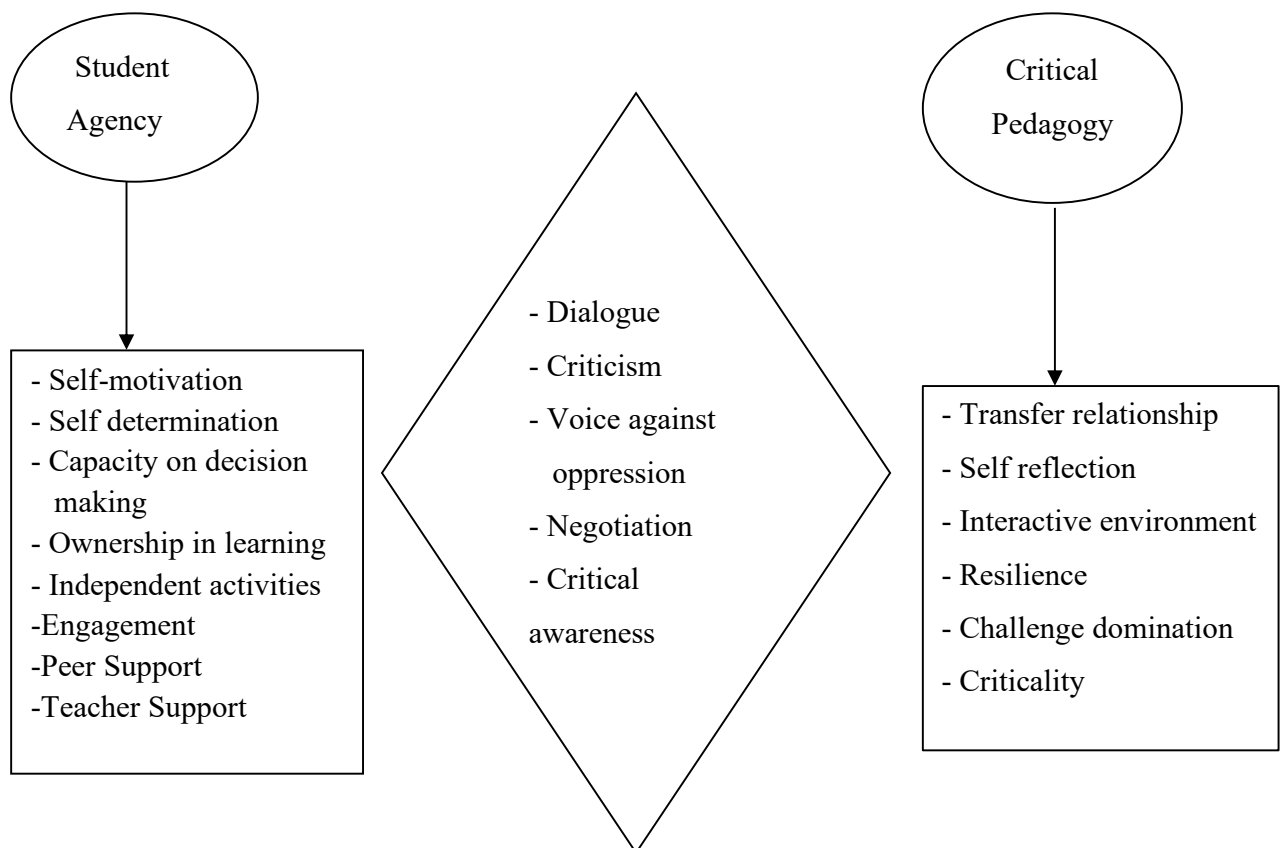 Student
Agency
- Self-motivation
- Self determination
- Capacity on decision
making
- Ownership in learning
- Independent activities
-Engagement
-Peer Support
-Teacher Support
- Dialogue
- Criticism
- Voice against
oppression
- Negotiation
- Critical
awareness
Critical
Pedagogy
- Transfer relationship
- Self reflection
- Interactive environment
- Resilience
- Challenge domination
- Criticality